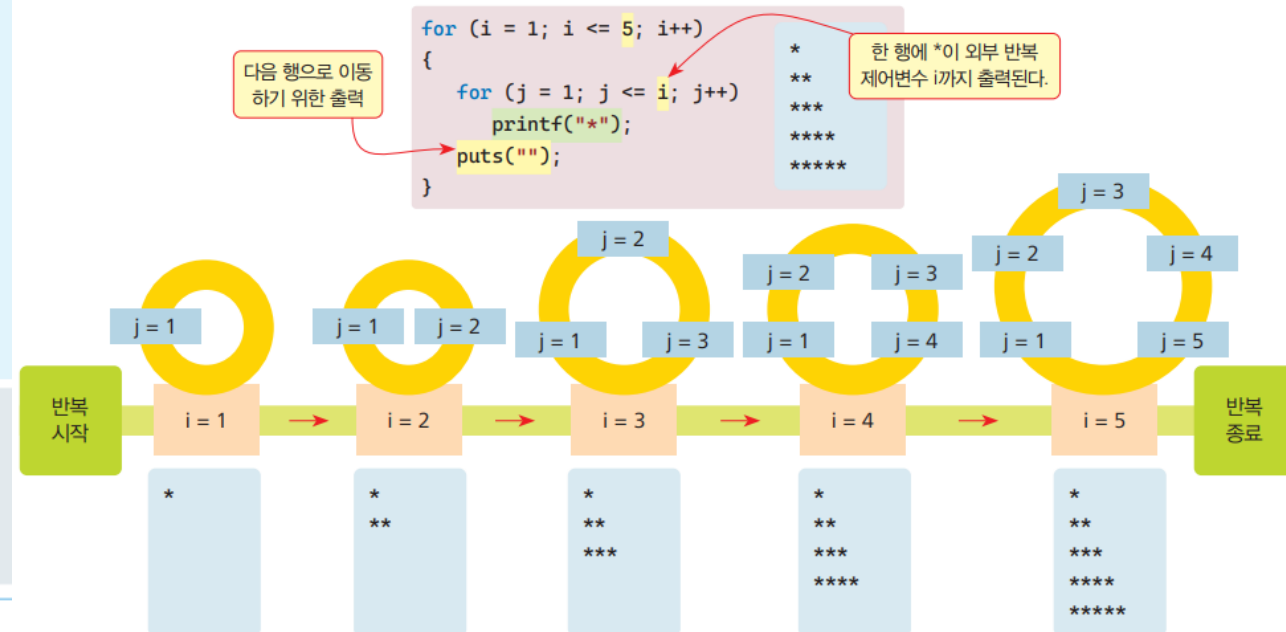 for (i = 1; i <= 5; i++)
{
for (j = 1; j <= i; j++)
printf("*");
puts("");
}
다음 행으로 이동
하기 위한 출력
*
**
***
****
*****
한 행에 *이 외부 반복
제어변수 i까지 출력된다.
j = 1
j = 1
j = 2
j = 1
j = 2
j = 3
j = 1
j = 2
j = 3
j = 4
j = 1
j = 2
j = 3
j = 4
j = 5
반복
시작
i = 1
i = 2
i = 3
i = 4
i = 5
반복
종료
*
*
**
*
**
***
*
**
***
****
*
**
***
****
*****